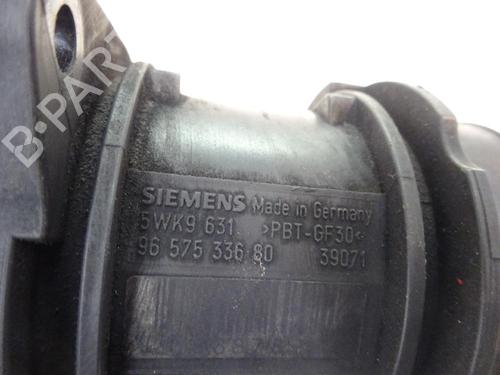 B-PARTS
SIEMENS Made in Germany
5WK9 631 >PBT-GF30<
96 575 336 80 39071